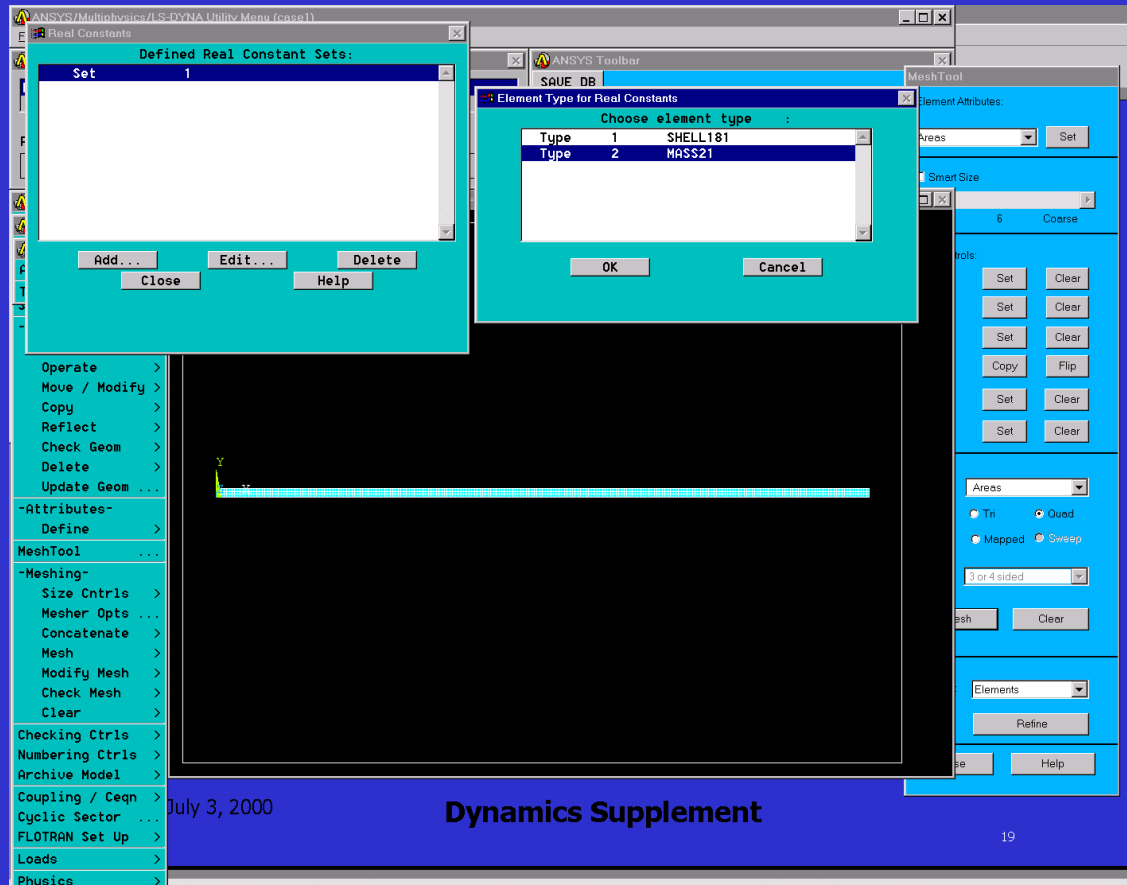 ANSYS/Multiphysics/LS-DYNA Utility Menu (case1)
Real Constants
Defined Real Constant Sets:
Set 1
Add... Edit... Delete
Close Help
ANSYS Toolbar
SAVE DB
Element Type for Real Constants
Choose element type :
Type 1 SHELL181
Type 2 MASS21
OK Cancel
MeshTool
Element Attributes:
Areas Set
Smart Size
6 Coarse
trols:
Set Clear
Set Clear
Set Clear
Copy Flip
Set Clear
Set Clear
Areas
Tri Quad
Mapped Sweep
3 or 4 sided
esh Clear
Elements
Refine
se Help
Operate >
Move / Modify >
Copy >
Reflect >
Check Geom >
Delete >
Update Geom ...
-Attributes-
Define >
MeshTool ...
-Meshing-
Size Cntrls >
Mesher Opts ...
Concatenate >
Mesh >
Modify Mesh >
Check Mesh >
Clear >
Checking Ctrls >
Numbering Ctrls >
Archive Model >
Coupling / Ceqn >
Cyclic Sector ...
FLOTRAN Set Up >
Loads >
Physics >
Y
X
July 3, 2000
Dynamics Supplement
19